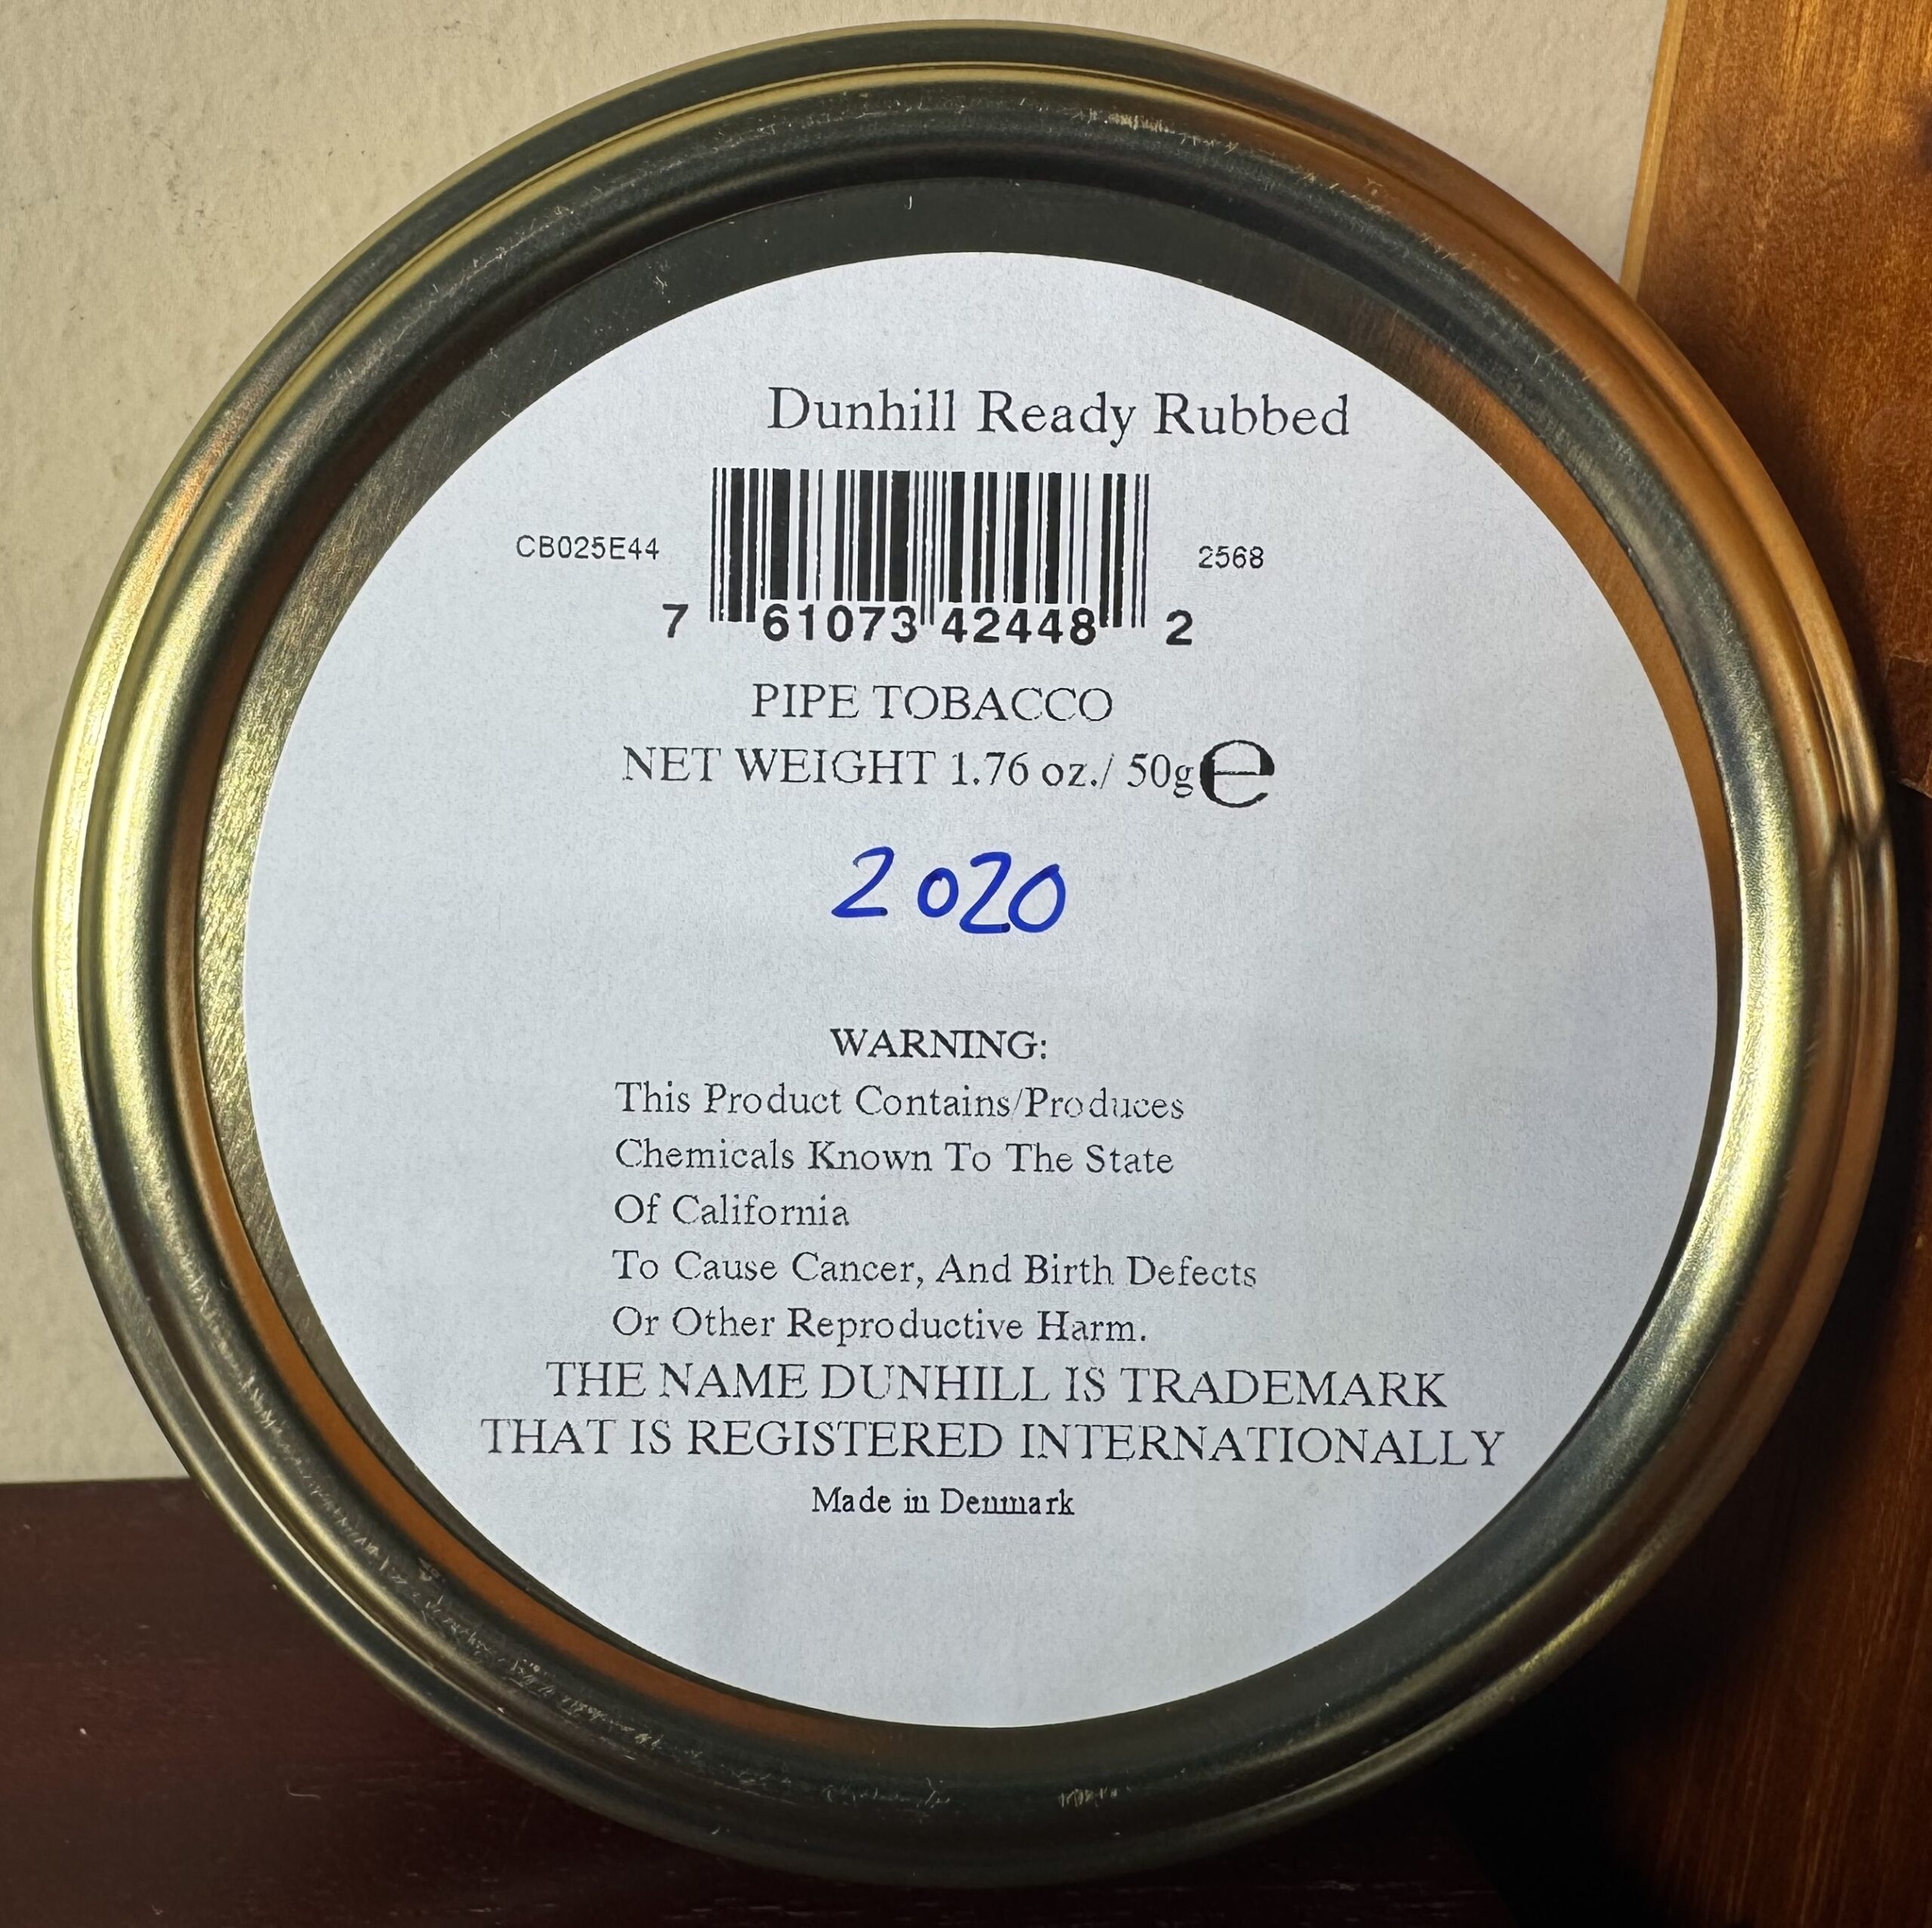 Dunhill Ready Rubbed
CB025E44
2568
7 61073 42448 2
PIPE TOBACCO
NET WEIGHT 1.76 oz./ 50g e
2020
WARNING:
This Product Contains/Produces
Chemicals Known To The State
Of California
To Cause Cancer, And Birth Defects
Or Other Reproductive Harm.
THE NAME DUNHILL IS TRADEMARK
THAT IS REGISTERED INTERNATIONALLY
Made in Denmark